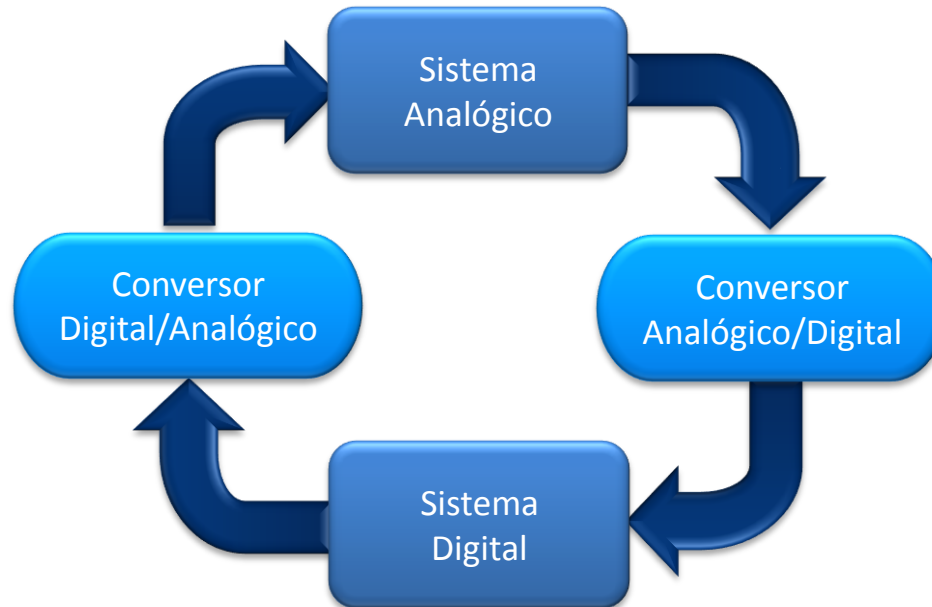 Sistema
Analógico
Conversor
Digital/Analógico
Conversor
Analógico/Digital
Sistema
Digital